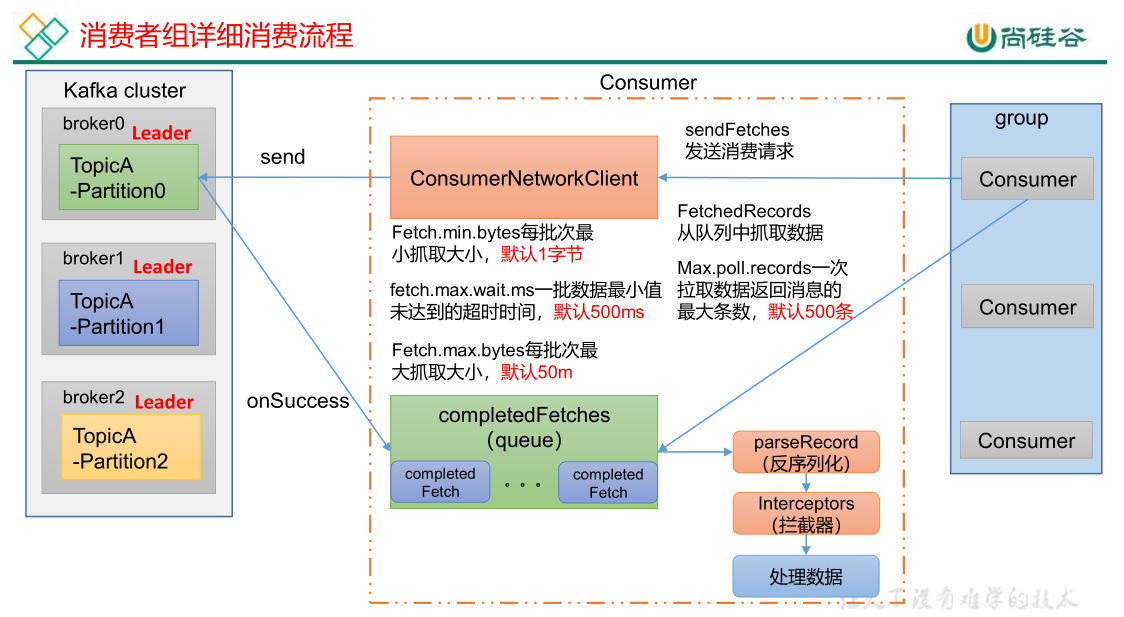 消费者组详细消费流程
尚硅谷
Kafka cluster
broker0
Leader
TopicA
-Partition0
broker1
Leader
TopicA
-Partition1
broker2
Leader
TopicA
-Partition2
send
onSuccess
Consumer
ConsumerNetworkClient
Fetch.min.bytes每批次最
小抓取大小，默认1字节
fetch.max.wait.ms一批数据最小值
未达到的超时时间，默认500ms
Fetch.max.bytes每批次最
大抓取大小，默认50m
completedFetches
（queue）
completed
Fetch
。。。
completed
Fetch
sendFetches
发送消费请求
FetchedRecords
从队列中抓取数据
Max.poll.records一次
拉取数据返回消息的
最大条数，默认500条
parseRecord
（反序列化）
Interceptors
（拦截器）
处理数据
group
Consumer
Consumer
Consumer
让天下没有难学的技术